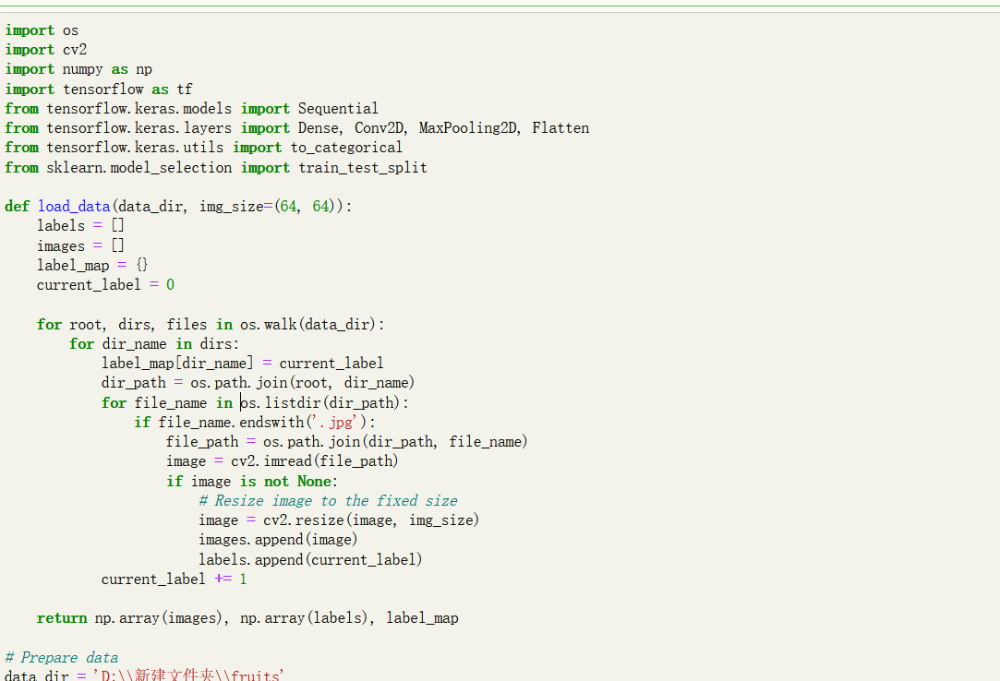 import os
import cv2
import numpy as np
import tensorflow as tf
from tensorflow.keras.models import Sequential
from tensorflow.keras.layers import Dense, Conv2D, MaxPooling2D, Flatten
from tensorflow.keras.utils import to_categorical
from sklearn.model_selection import train_test_split

def load_data(data_dir, img_size=(64, 64)):
    labels = []
    images = []
    label_map = {}
    current_label = 0

    for root, dirs, files in os.walk(data_dir):
        for dir_name in dirs:
            label_map[dir_name] = current_label
            dir_path = os.path.join(root, dir_name)
            for file_name in os.listdir(dir_path):
                if file_name.endswith('.jpg'):
                    file_path = os.path.join(dir_path, file_name)
                    image = cv2.imread(file_path)
                    if image is not None:
                        # Resize image to the fixed size
                        image = cv2.resize(image, img_size)
                        images.append(image)
                        labels.append(current_label)
            current_label += 1

    return np.array(images), np.array(labels), label_map

# Prepare data
data_dir = 'D:\\新建文件夹\\fruits'